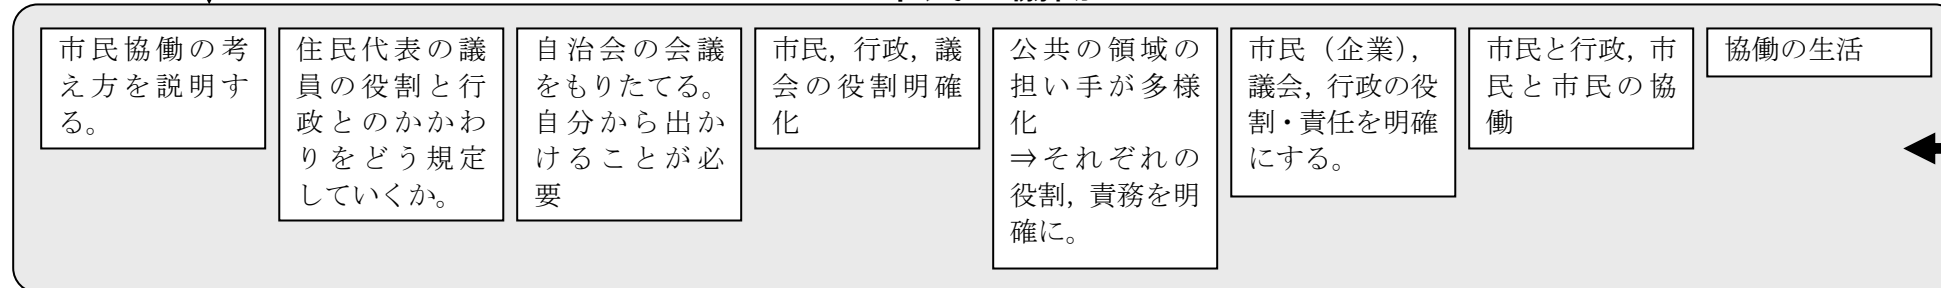 市民協働の考
え方を説明す
る。
住民代表の議
員の役割と行
政とのかかわ
りをどう規定
していくか。
自治会の会議
をもりたてる。
自分から出か
けることが必
要
市民，行政，議
会の役割明確
化
公共の領域の
担い手が多様
化
⇒それぞれの
役割，責務を明
確に。
市民（企業），
議会，行政の役
割・責任を明確
にする。
市民と行政，市
民と市民の協
働
協働の生活